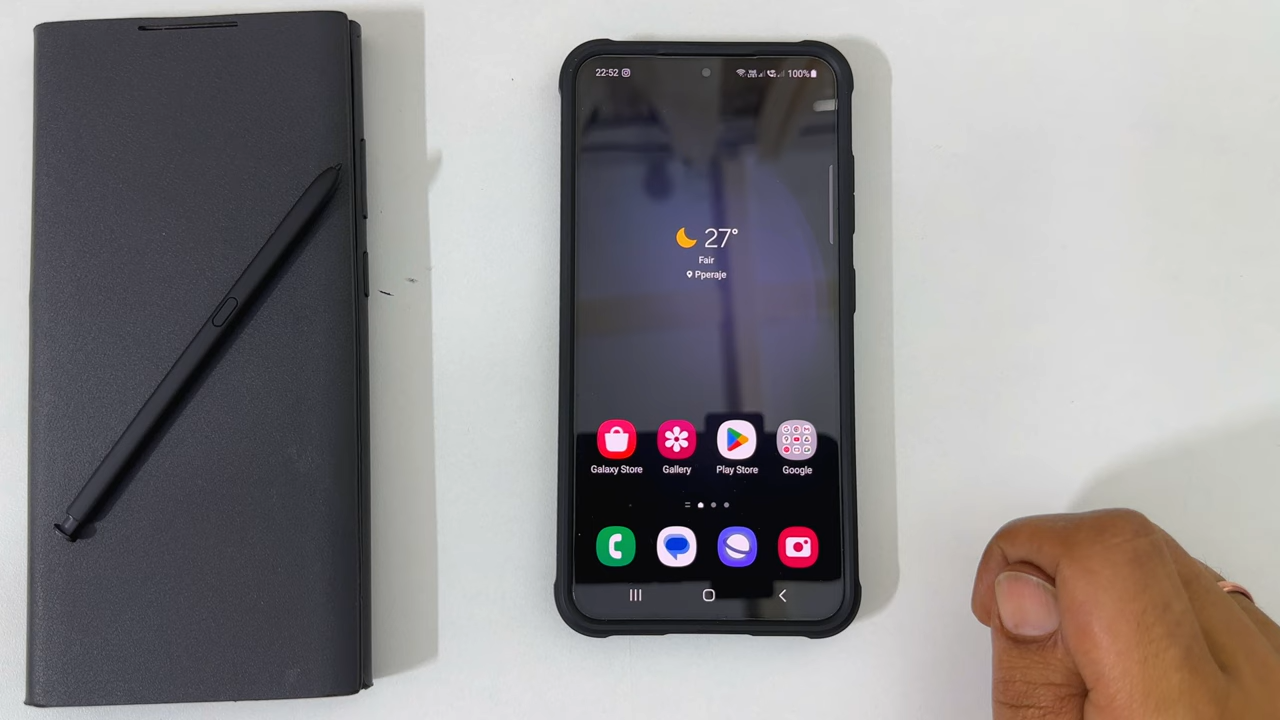 22:52
100%
27°
Fair
Pperaje
Galaxy Store
Gallery
Play Store
Google